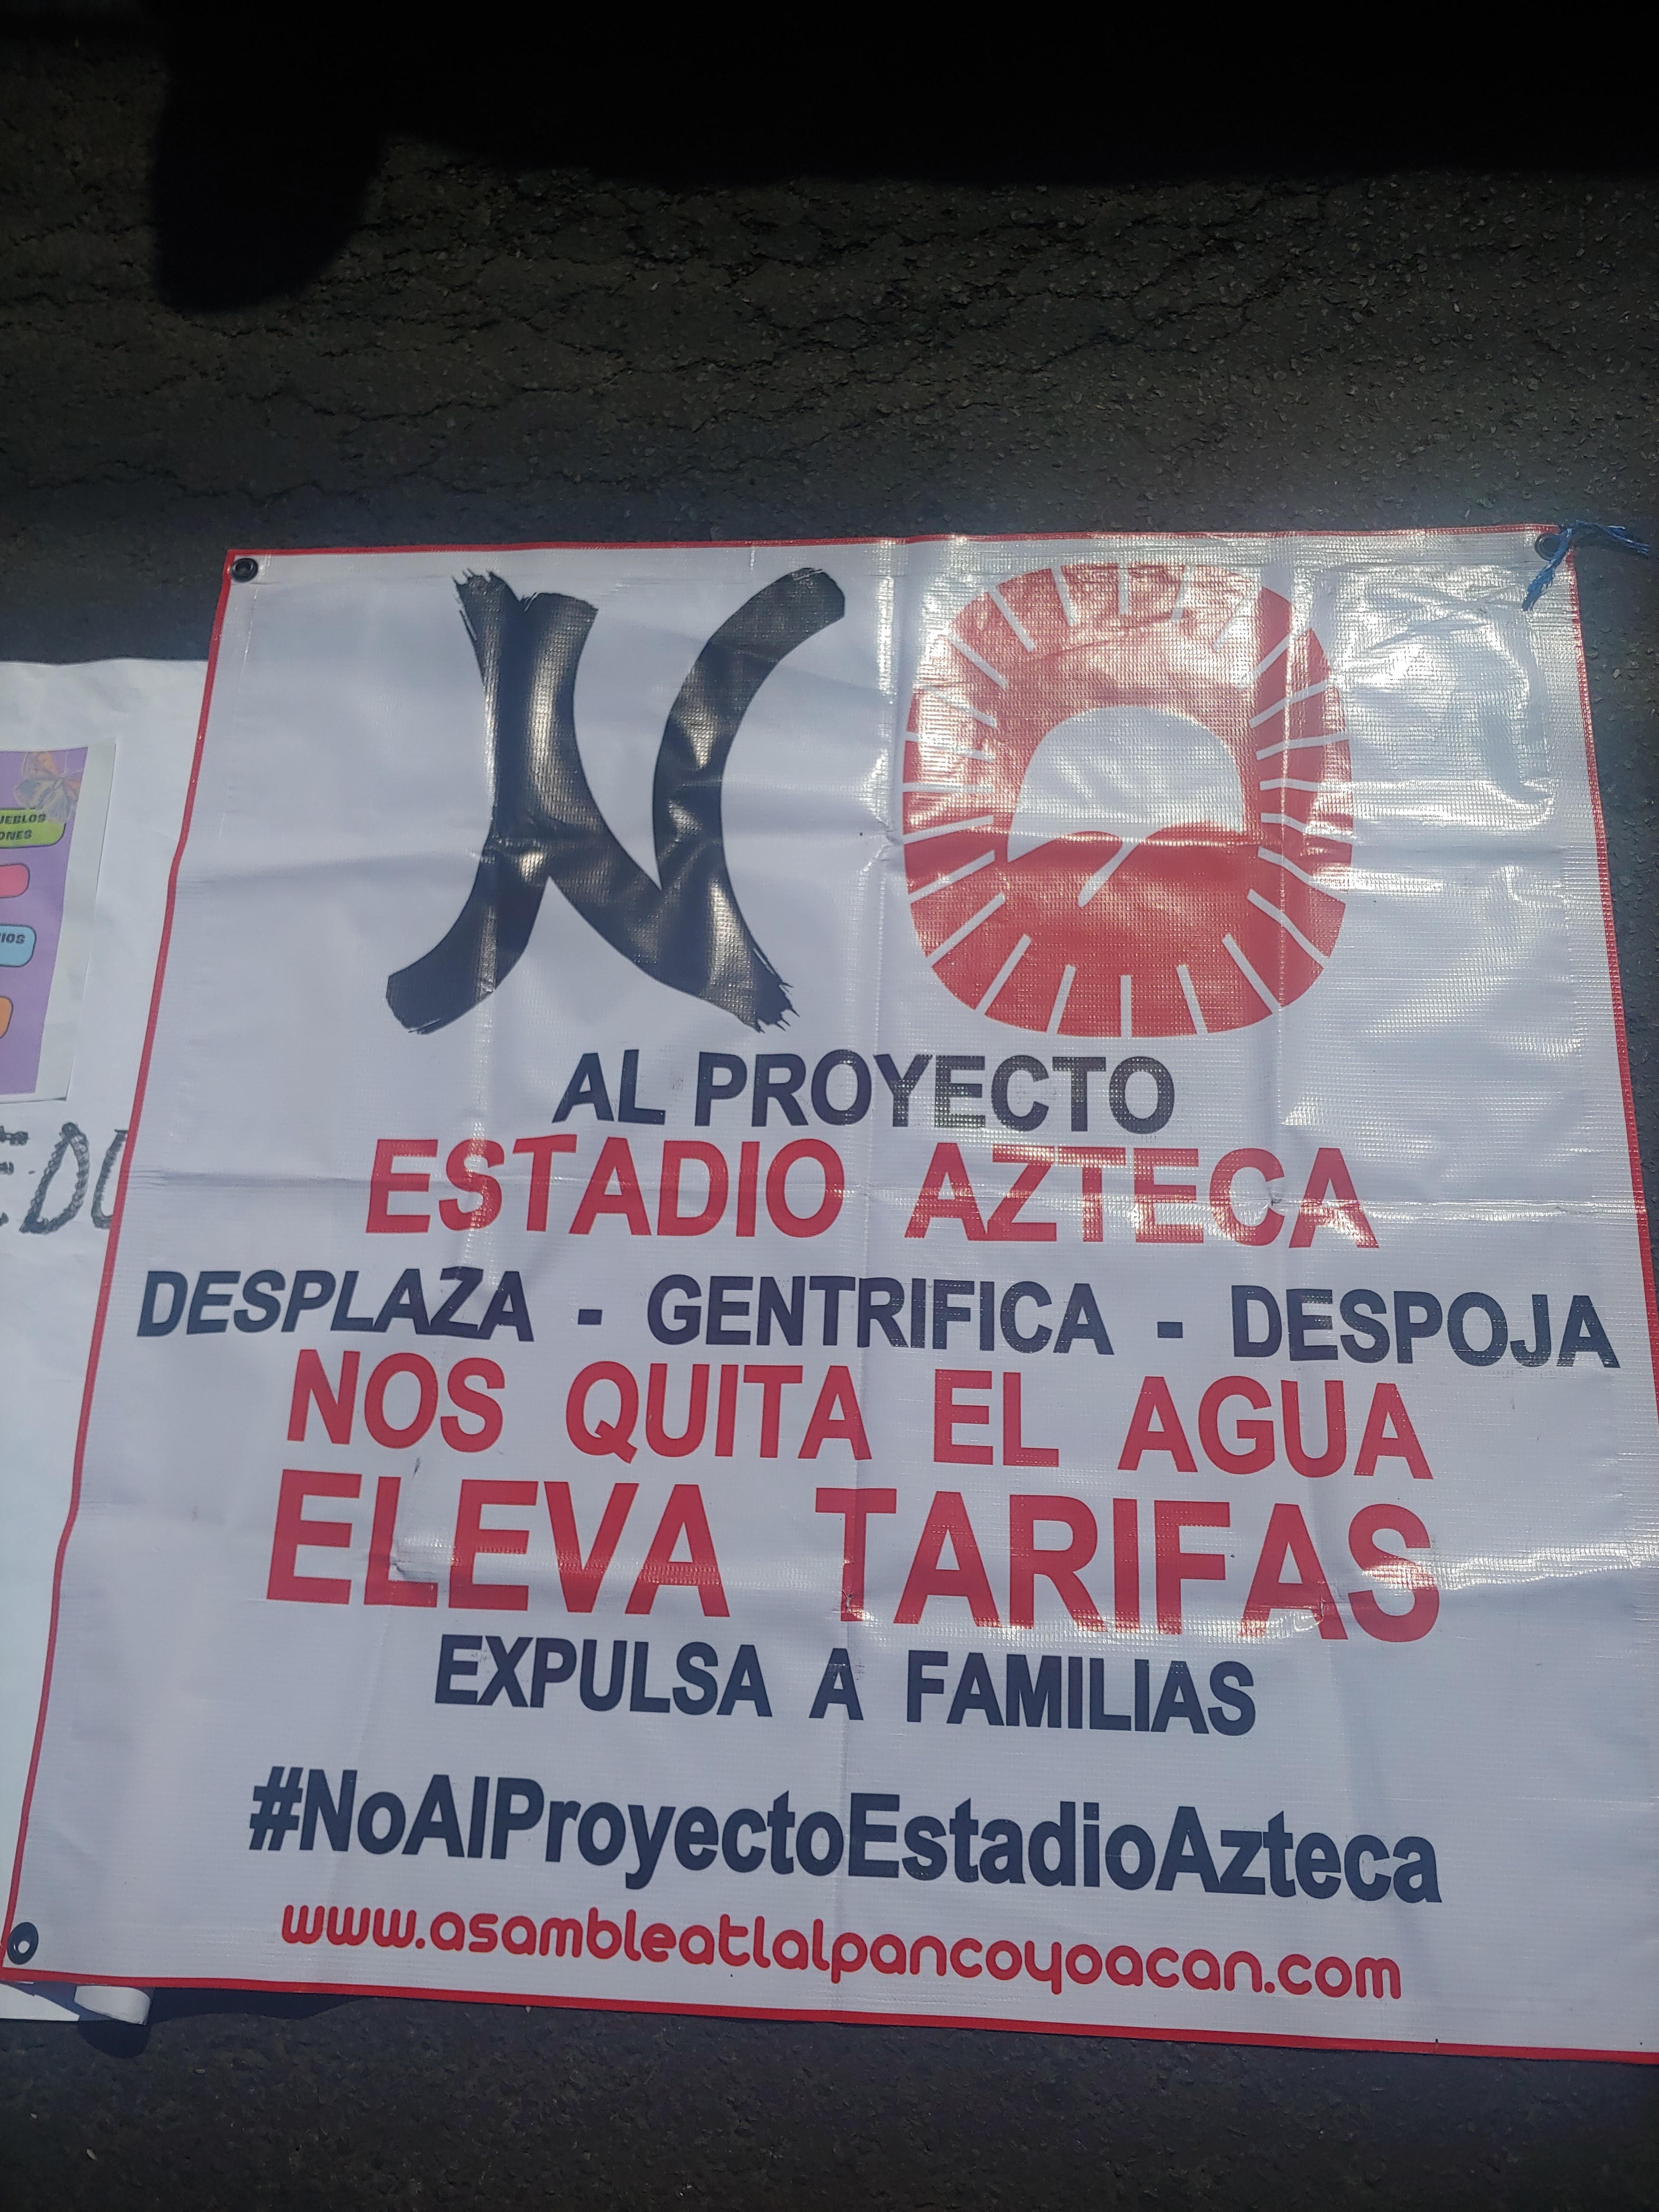 NO
AL PROYECTO
ESTADIO AZTECA
DESPLAZA - GENTRIFICA - DESPOJA
NOS QUITA EL AGUA
ELEVA TARIFAS
EXPULSA A FAMILIAS
#NoAlProyectoEstadioAzteca
www.asambleatlalpancoyoacan.com